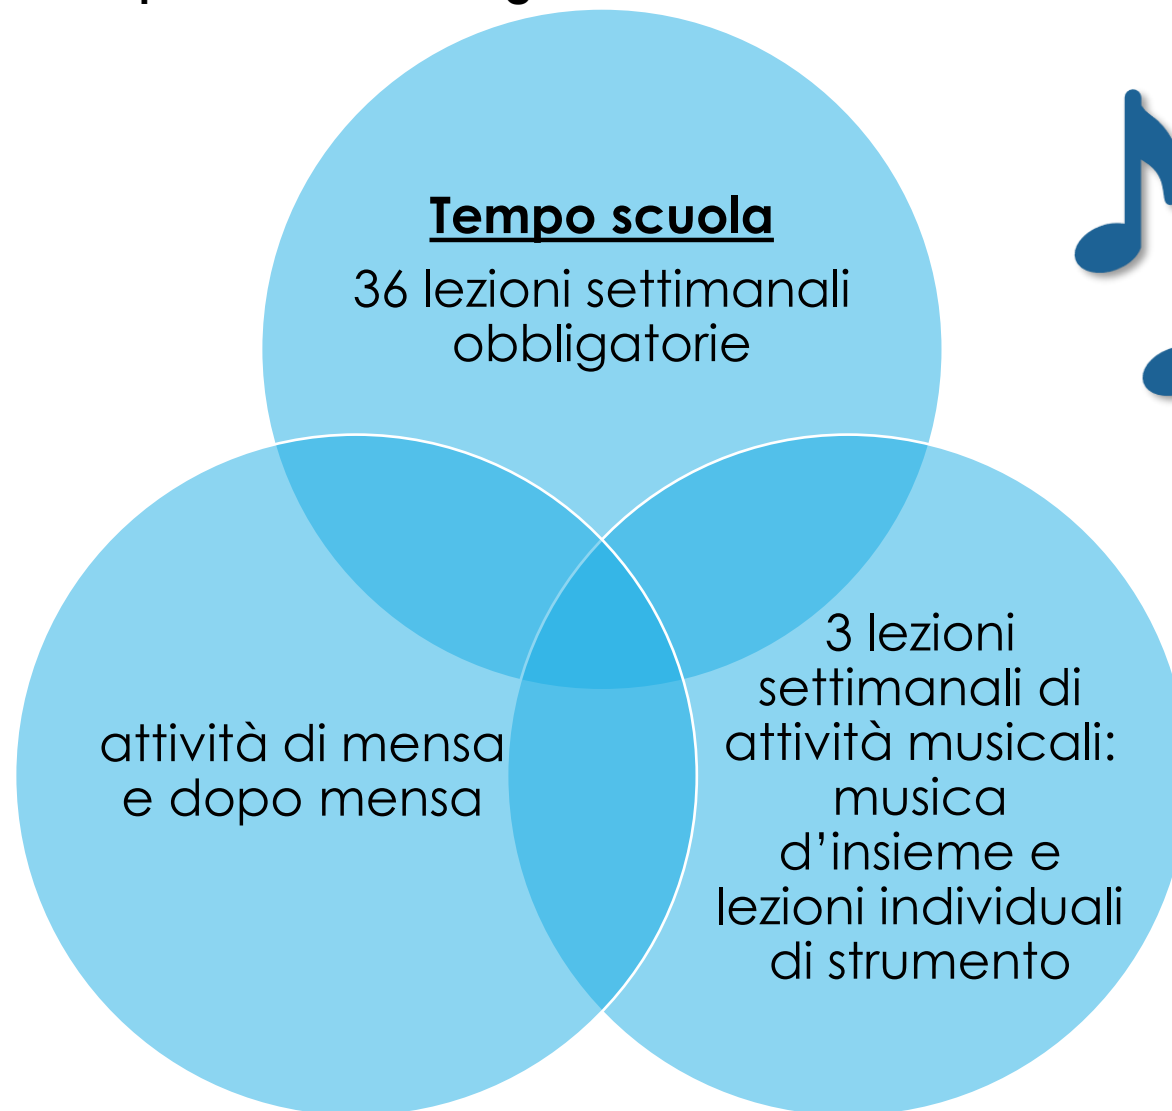 Tempo scuola
36 lezioni settimanali
obbligatorie
attività di mensa
e dopo mensa
3 lezioni
settimanali di
attività musicali:
musica
d’insieme e
lezioni individuali
di strumento